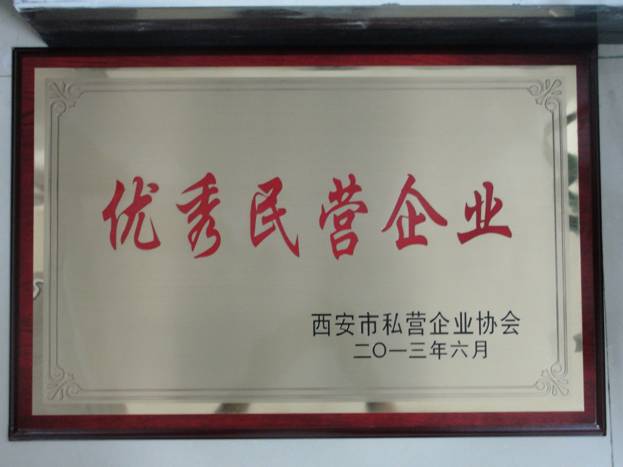 优秀民营企业
西安市私营企业协会
二〇一三年六月